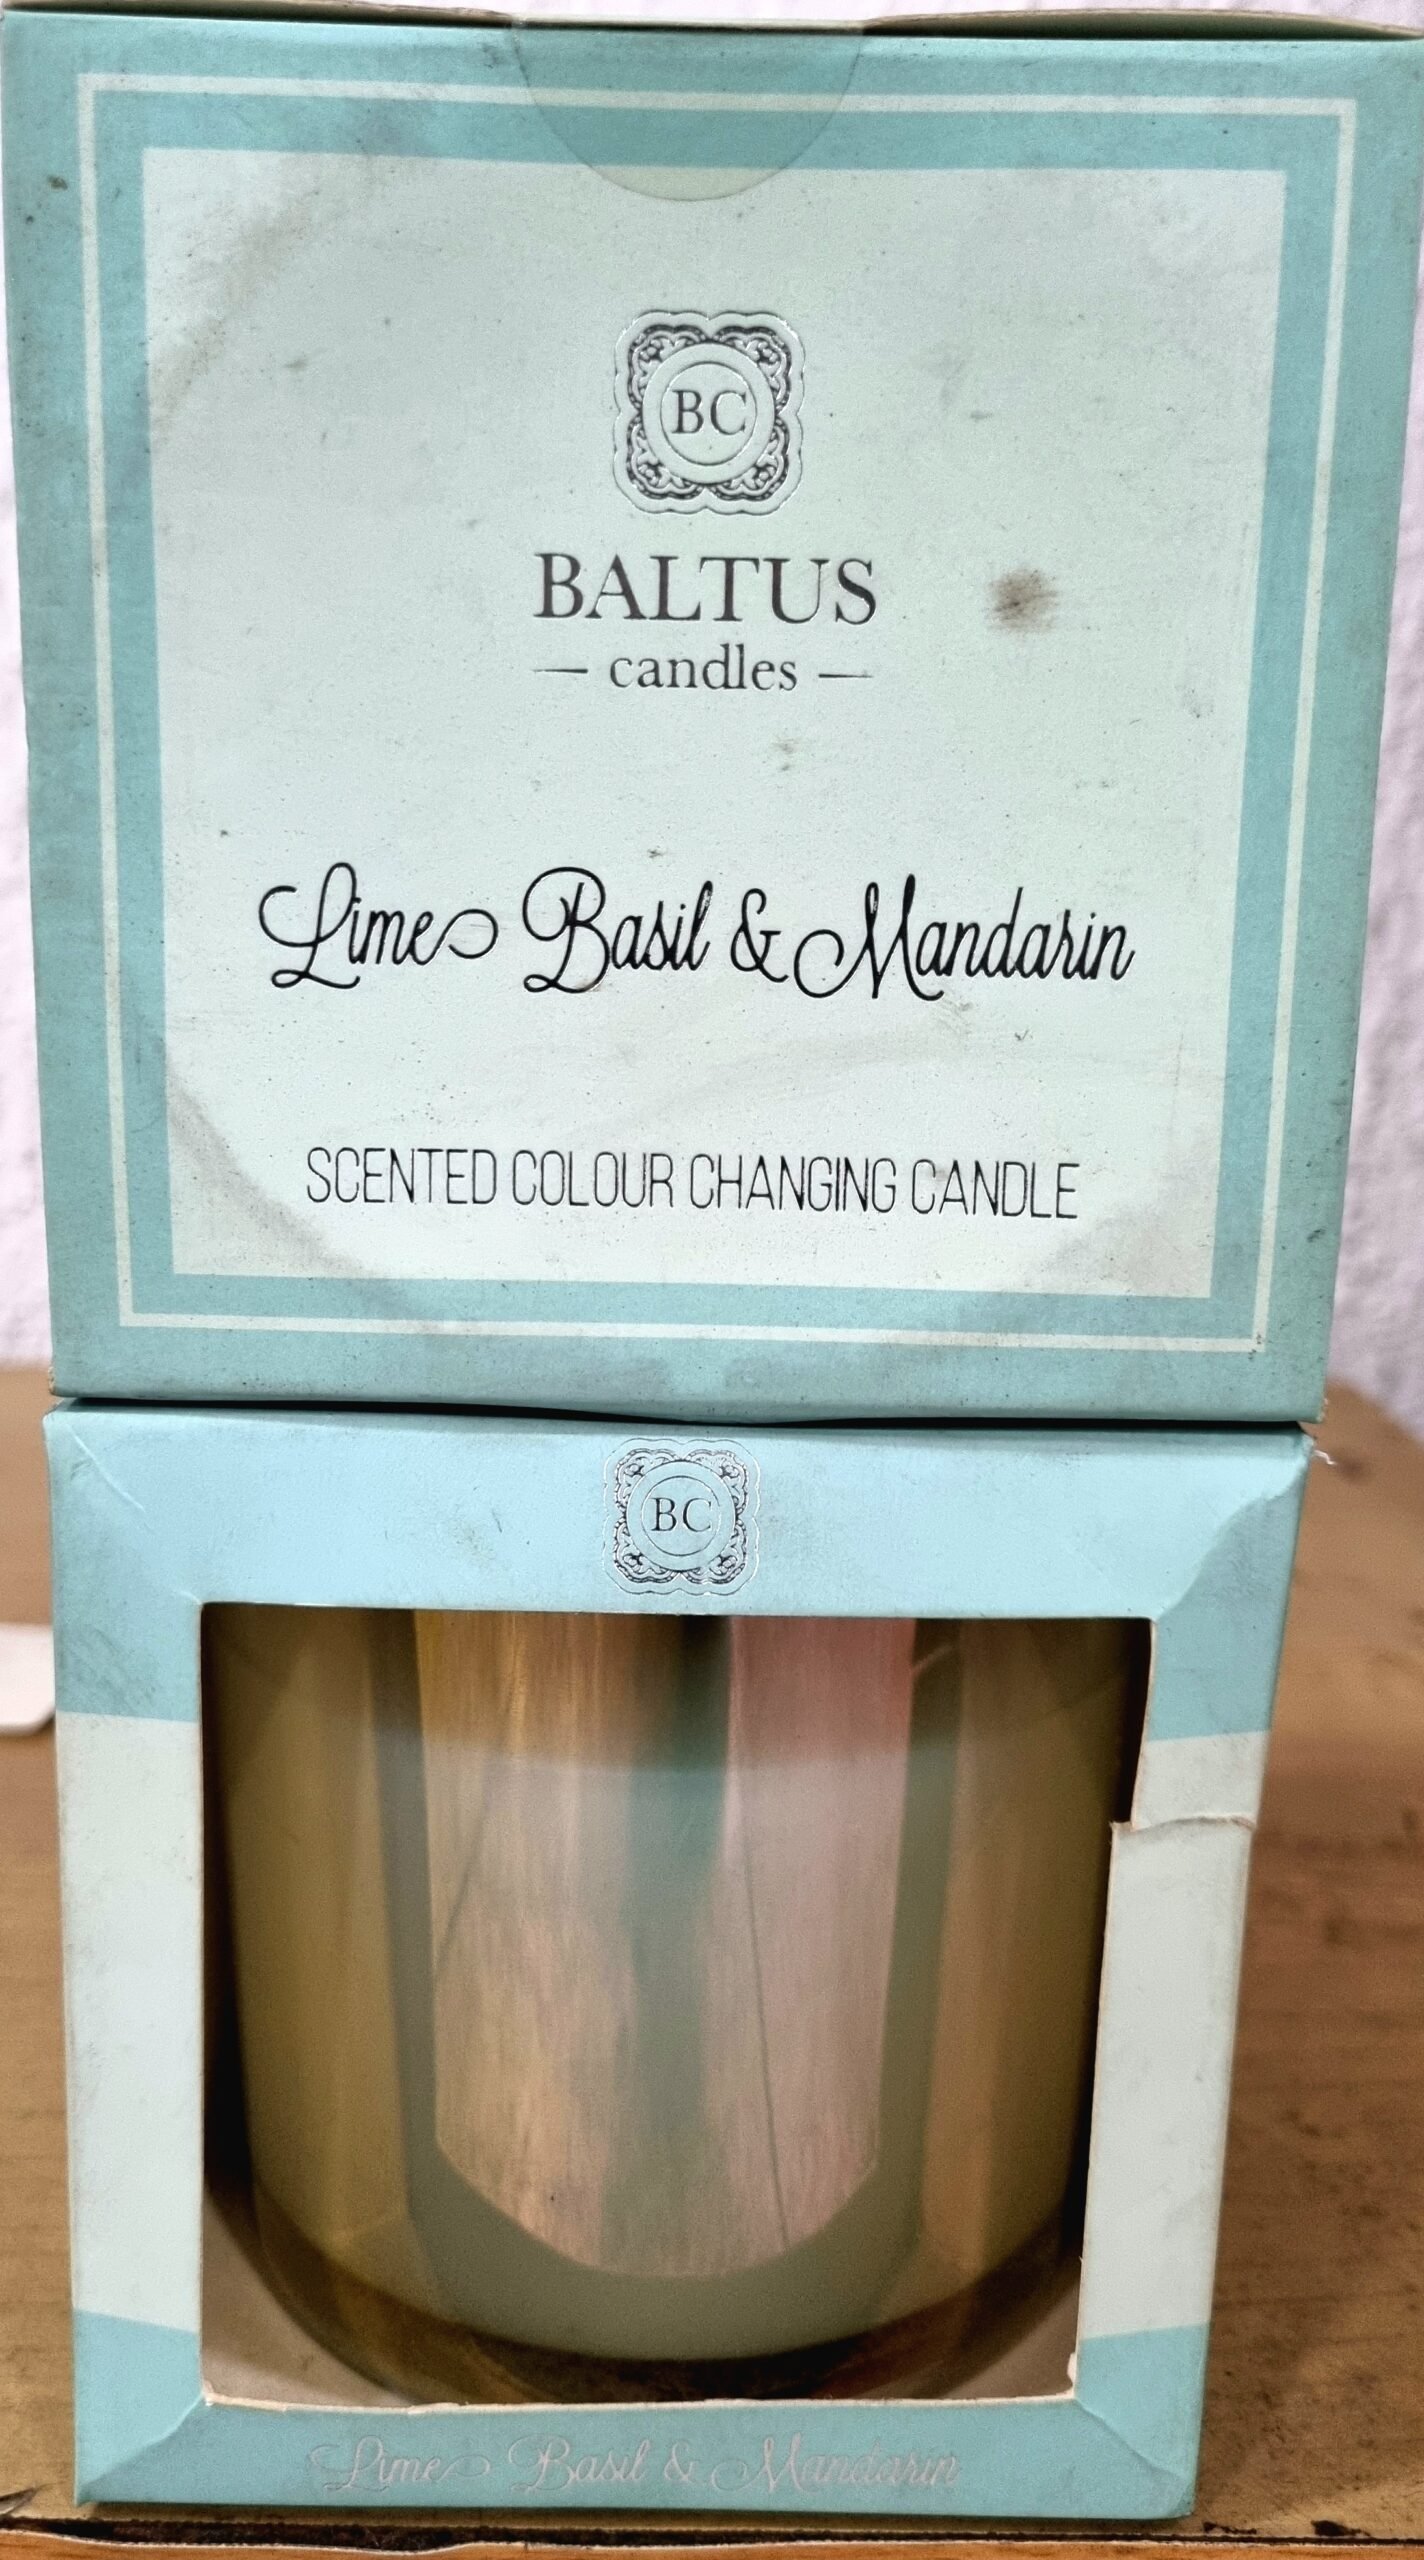 BC
BALTUS
— candles —
Lime Basil & Mandarin
SCENTED COLOUR CHANGING CANDLE
BC
Lime Basil & Mandarin